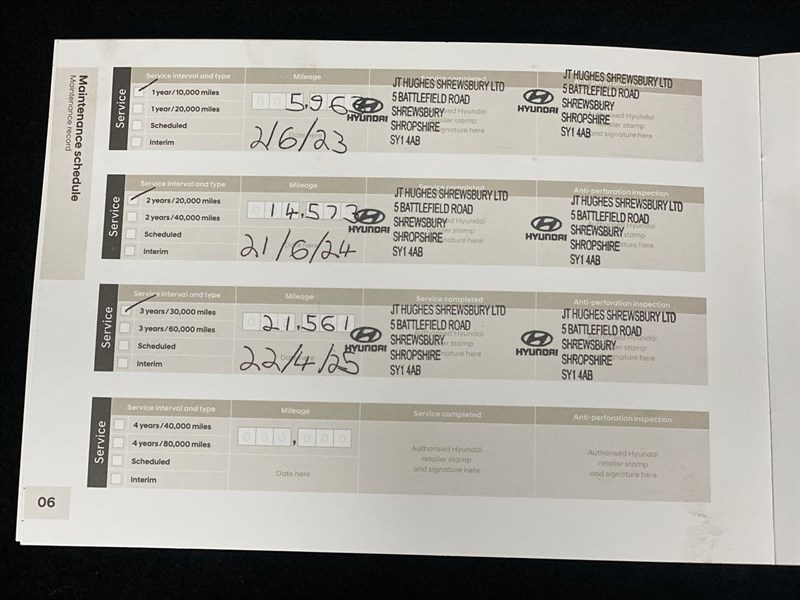 Maintenance schedule
Maintenance record
Service
Service interval and type
Mileage
1 year/10,000 miles
1 year/20,000 miles
Scheduled
Interim
5,963
2/6/23
HYUNDAI
JT HUGHES SHREWSBURY LTD
5 BATTLEFIELD ROAD
SHREWSBURY
SHROPSHIRE
SY1 4AB
HYUNDAI
JT HUGHES SHREWSBURY LTD
5 BATTLEFIELD ROAD
SHREWSBURY
SHROPSHIRE
SY1 4AB
Service
Service interval and type
Mileage
2 years/20,000 miles
2 years/40,000 miles
Scheduled
Interim
14,573
21/6/24
HYUNDAI
JT HUGHES SHREWSBURY LTD
5 BATTLEFIELD ROAD
SHREWSBURY
SHROPSHIRE
SY1 4AB
Anti-perforation inspection
HYUNDAI
JT HUGHES SHREWSBURY LTD
5 BATTLEFIELD ROAD
SHREWSBURY
SHROPSHIRE
SY1 4AB
Service
Service interval and type
Mileage
3 years/30,000 miles
3 years/60,000 miles
Scheduled
Interim
21,561
22/4/25
Service completed
HYUNDAI
JT HUGHES SHREWSBURY LTD
5 BATTLEFIELD ROAD
SHREWSBURY
SHROPSHIRE
SY1 4AB
Anti-perforation inspection
HYUNDAI
JT HUGHES SHREWSBURY LTD
5 BATTLEFIELD ROAD
SHREWSBURY
SHROPSHIRE
SY1 4AB
Service
Service interval and type
Mileage
Service completed
Anti-perforation inspection
4 years/40,000 miles
4 years/80,000 miles
Scheduled
Interim
000,000
Date here
Authorised Hyundai
retailer stamp
and signature here
Authorised Hyundai
retailer stamp
and signature here
06